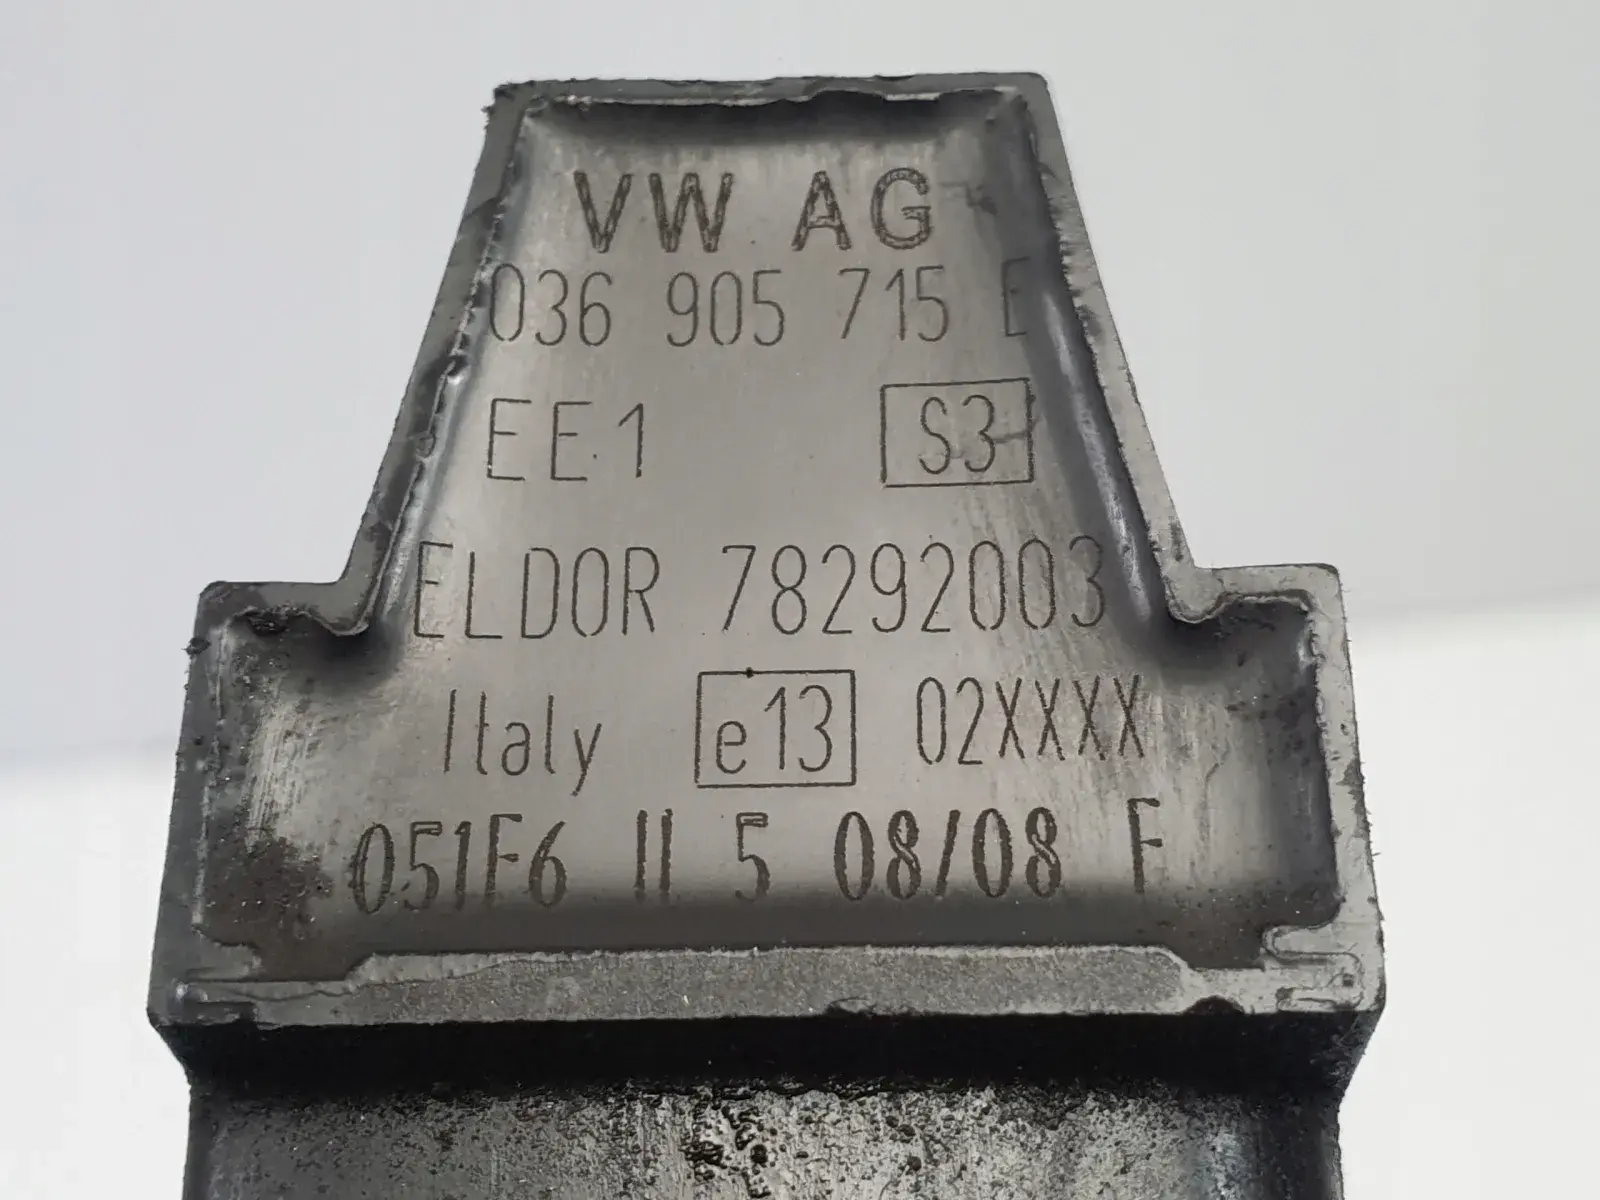 VW AG
036 905 715 E
EE1 S3
ELDOR 78292003
Italy e13 02XXXX
051F6 II 5 08/08 F